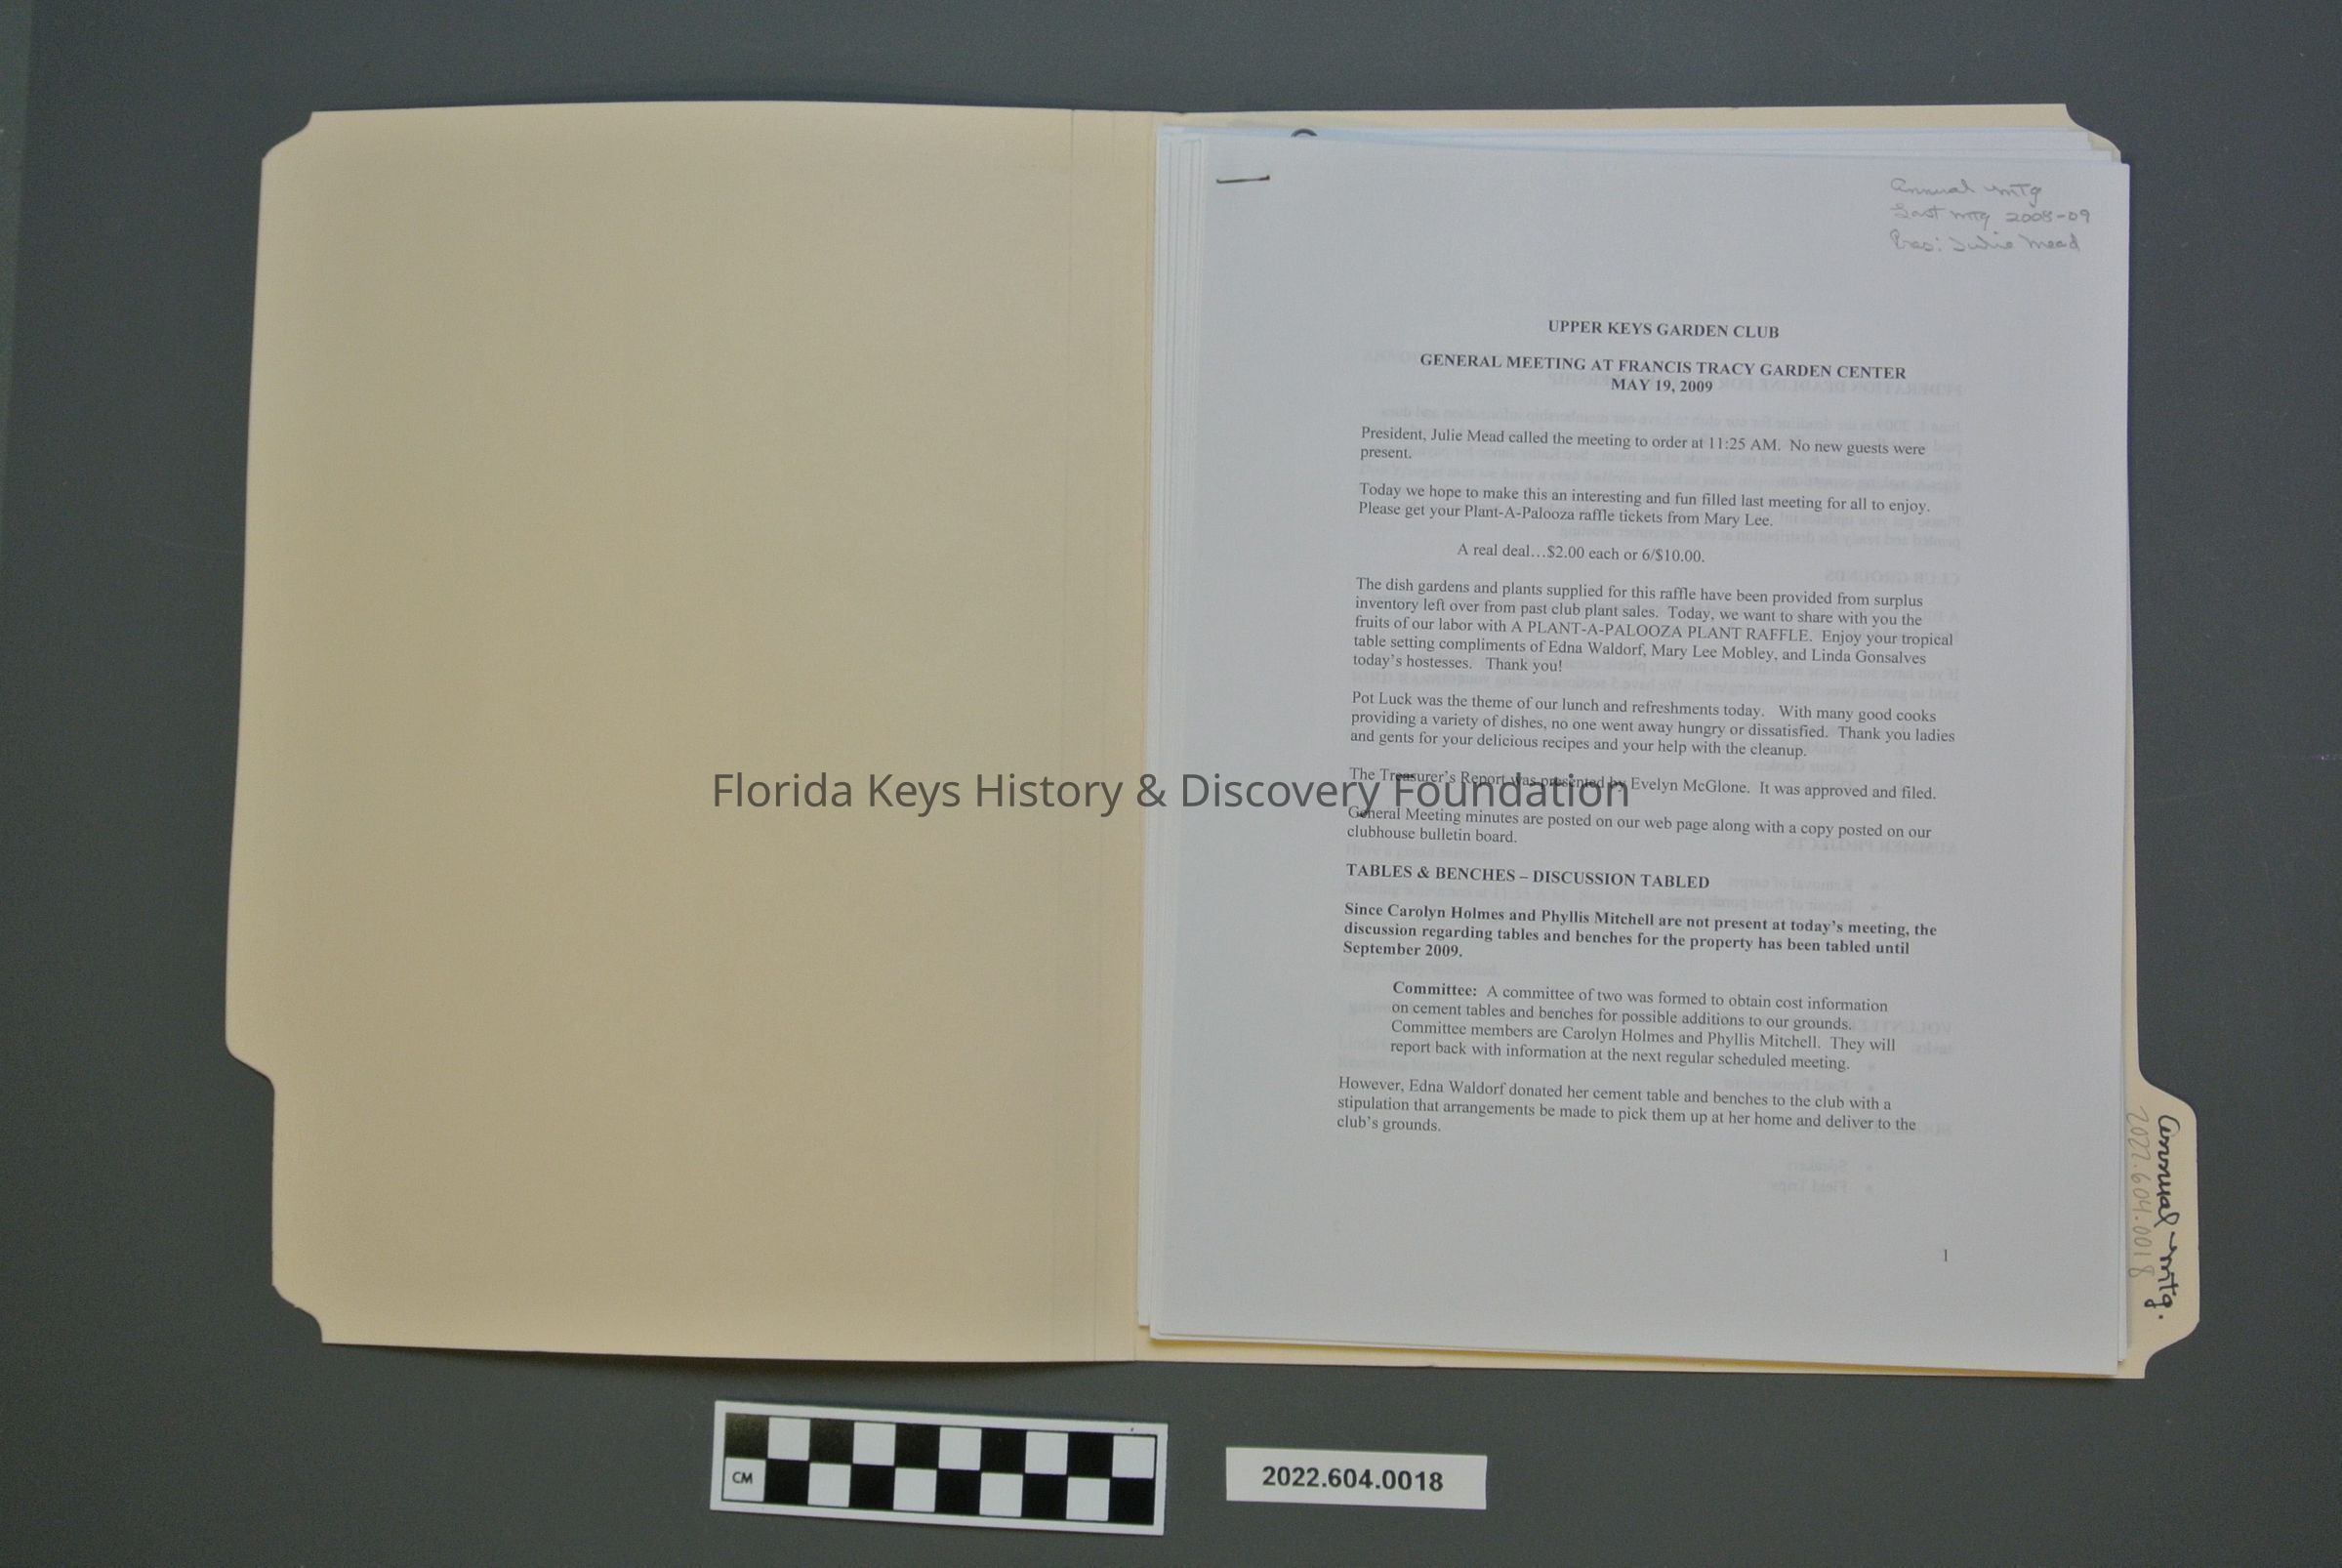 Annual mtg
Last mtg 2008-09
Pres: Julie Mead
UPPER KEYS GARDEN CLUB
GENERAL MEETING AT FRANCIS TRACY GARDEN CENTER
MAY 19, 2009
President, Julie Mead called the meeting to order at 11:25 AM. No new guests were
present.
Today we hope to make this an interesting and fun filled last meeting for all to enjoy.
Please get your Plant-A-Palooza raffle tickets from Mary Lee.
A real deal…$2.00 each or 6/$10.00.
The dish gardens and plants supplied for this raffle have been provided from surplus
inventory left over from past club plant sales. Today, we want to share with you the
fruits of our labor with A PLANT-A-PALOOZA PLANT RAFFLE. Enjoy your tropical
table setting compliments of Edna Waldorf, Mary Lee Mobley, and Linda Gonsalves
today's hostesses. Thank you!
Pot Luck was the theme of our lunch and refreshments today. With many good cooks
providing a variety of dishes, no one went away hungry or dissatisfied. Thank you ladies
and gents for your delicious recipes and your help with the cleanup.
The Treasurer's Report was presented by Evelyn McGlone. It was approved and filed.
Florida Keys History & Discovery Foundation
General Meeting minutes are posted on our web page along with a copy posted on our
clubhouse bulletin board.
TABLES & BENCHES – DISCUSSION TABLED
Since Carolyn Holmes and Phyllis Mitchell are not present at today's meeting, the
discussion regarding tables and benches for the property has been tabled until
September 2009.
Committee: A committee of two was formed to obtain cost information
on cement tables and benches for possible additions to our grounds.
Committee members are Carolyn Holmes and Phyllis Mitchell. They will
report back with information at the next regular scheduled meeting.
However, Edna Waldorf donated her cement table and benches to the club with a
stipulation that arrangements be made to pick them up at her home and deliver to the
club's grounds.
1
Annual mtg.
2022.604.0018
CM
2022.604.0018